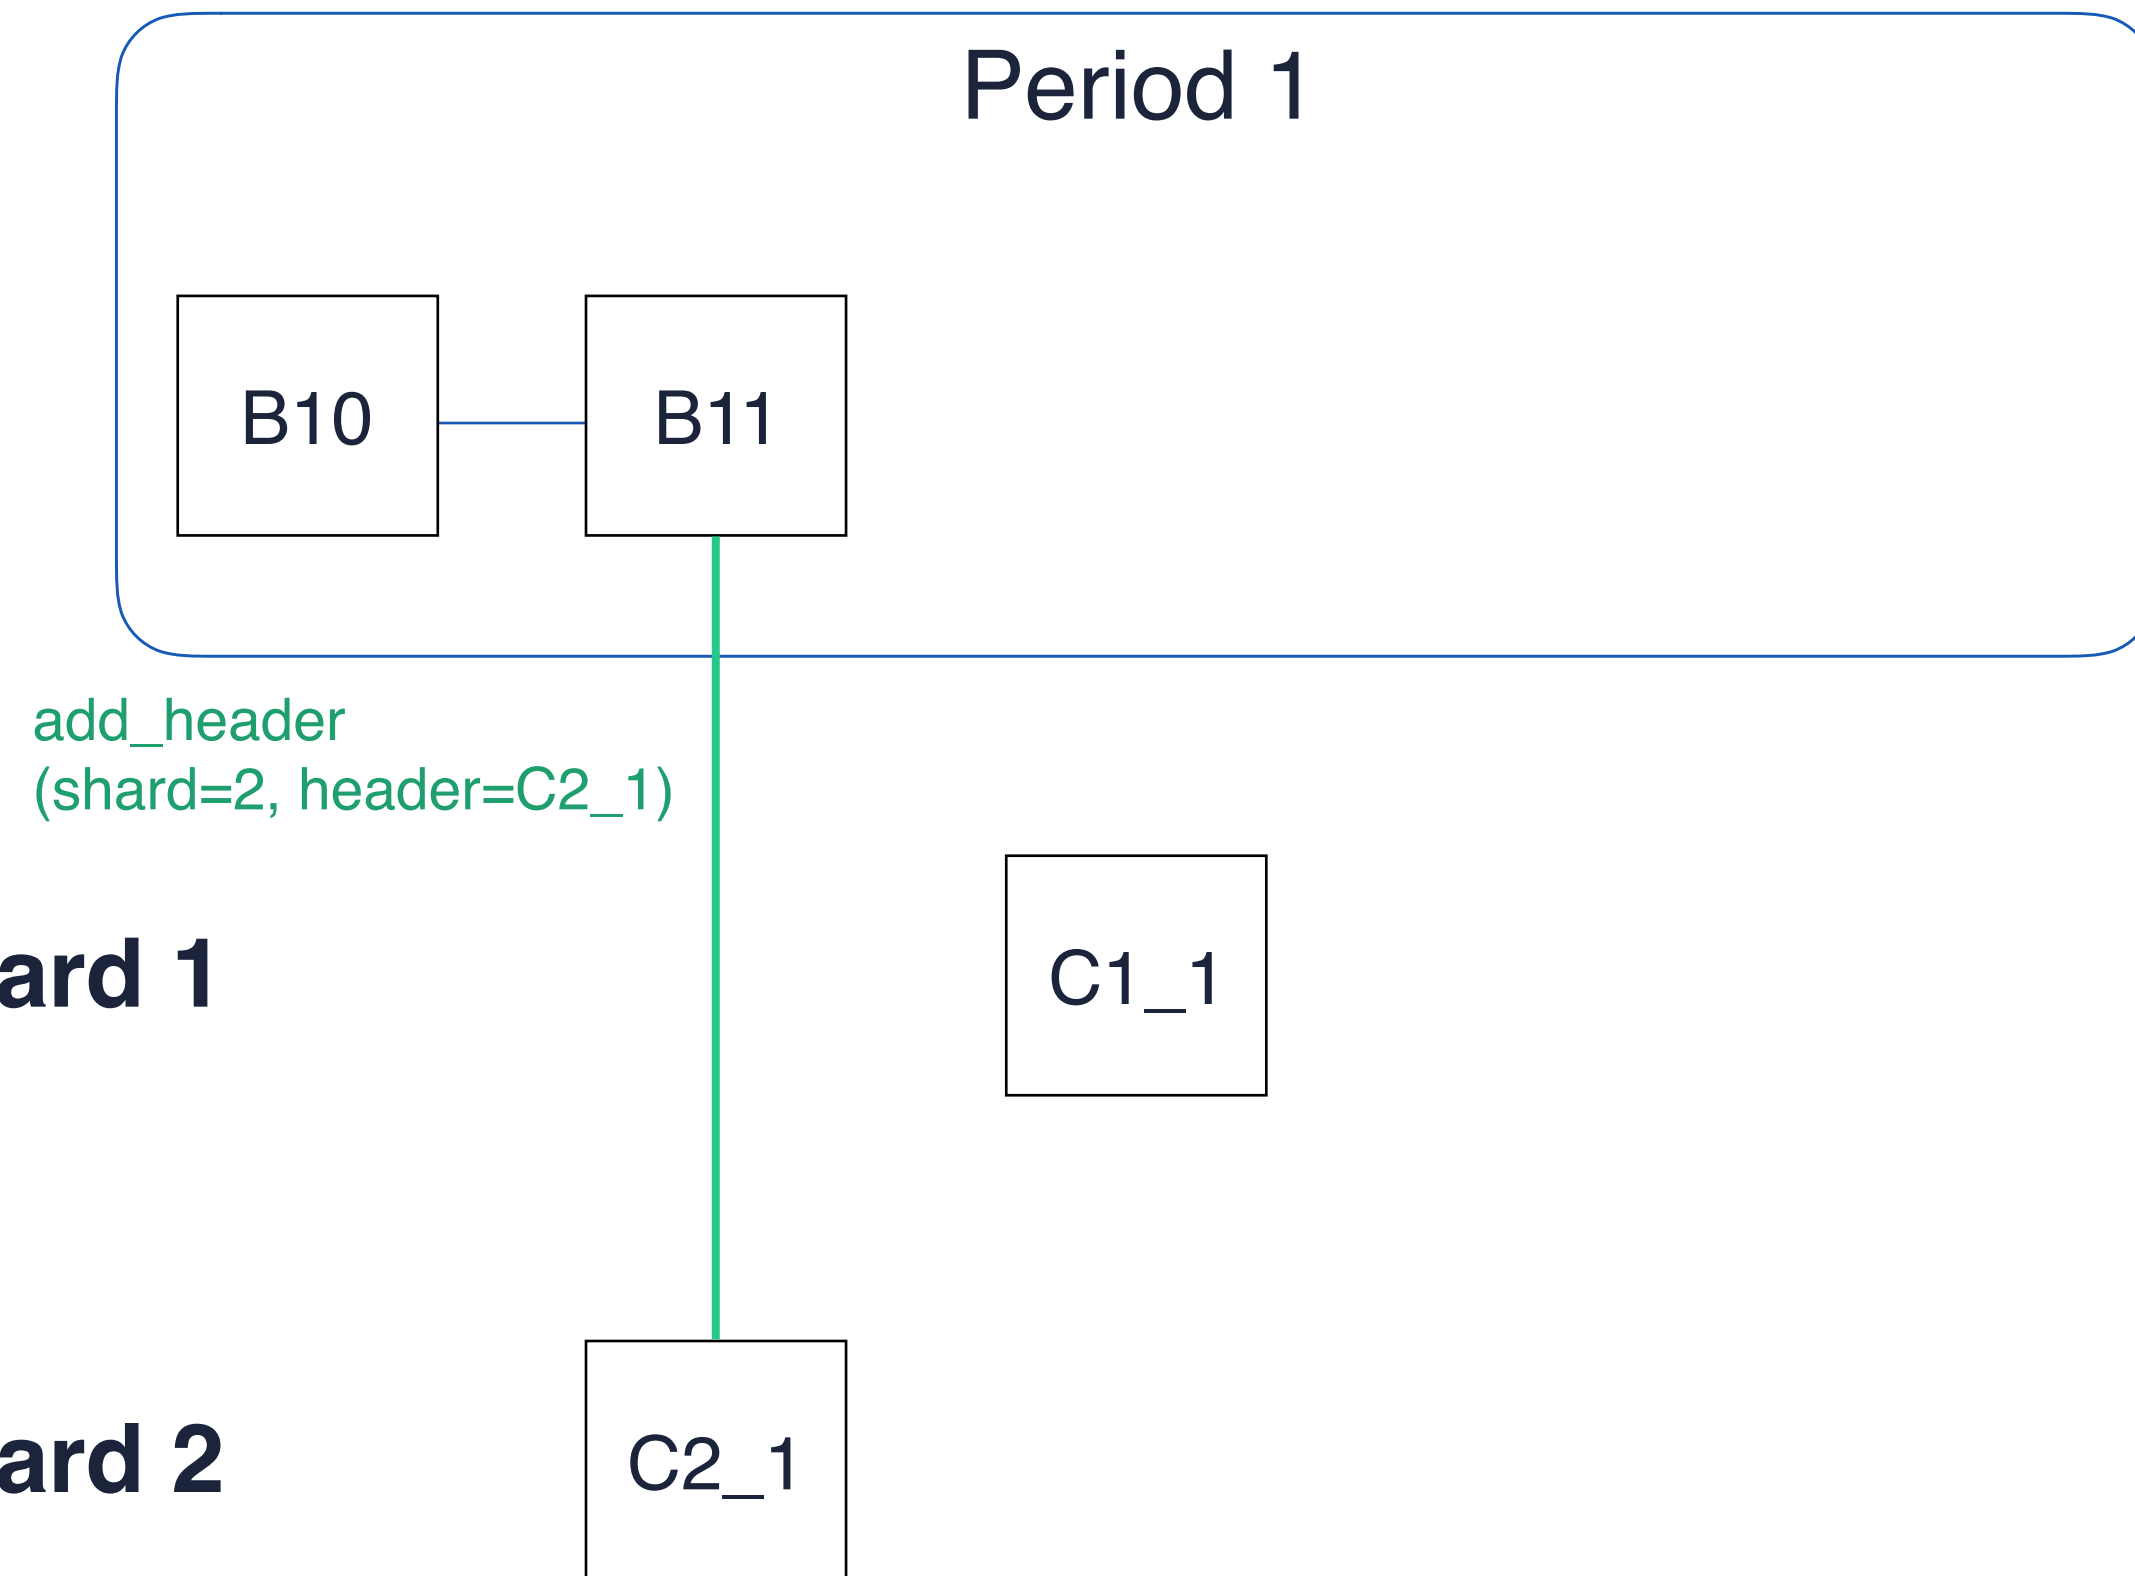 Period 1
B10
B11
add_header
(shard=2, header=C2_1)
ard 1
C1_1
ard 2
C2_1